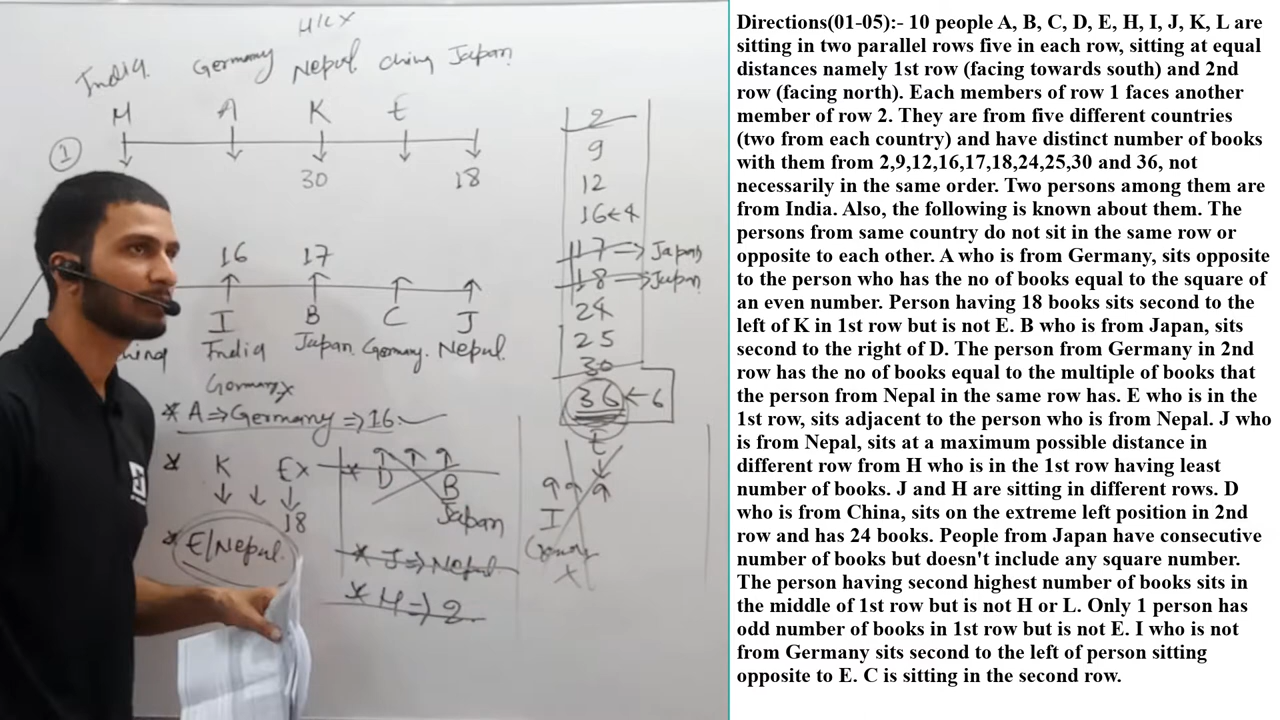 H/L X
India Germany Nepal China Japan
H A K E
1
30 18
16 17
I B C J
India Japan Germany. Nepal
Germany X
* A => Germany => 16
* K E X
18
* E/Nepal
* D B
Japan
* J => Nepal
* H => 2
2
9
12
16 ← 4
17 → Japan
18 → Japan
24
25
30
36 ← 6
E
I
Germany
X
Directions(01-05):- 10 people A, B, C, D, E, H, I, J, K, L are
sitting in two parallel rows five in each row, sitting at equal
distances namely 1st row (facing towards south) and 2nd
row (facing north). Each members of row 1 faces another
member of row 2. They are from five different countries
(two from each country) and have distinct number of books
with them from 2,9,12,16,17,18,24,25,30 and 36, not
necessarily in the same order. Two persons among them are
from India. Also, the following is known about them. The
persons from same country do not sit in the same row or
opposite to each other. A who is from Germany, sits opposite
to the person who has the no of books equal to the square of
an even number. Person having 18 books sits second to the
left of K in 1st row but is not E. B who is from Japan, sits
second to the right of D. The person from Germany in 2nd
row has the no of books equal to the multiple of books that
the person from Nepal in the same row has. E who is in the
1st row, sits adjacent to the person who is from Nepal. J who
is from Nepal, sits at a maximum possible distance in
different row from H who is in the 1st row having least
number of books. J and H are sitting in different rows. D
who is from China, sits on the extreme left position in 2nd
row and has 24 books. People from Japan have consecutive
number of books but doesn't include any square number.
The person having second highest number of books sits in
the middle of 1st row but is not H or L. Only 1 person has
odd number of books in 1st row but is not E. I who is not
from Germany sits second to the left of person sitting
opposite to E. C is sitting in the second row.